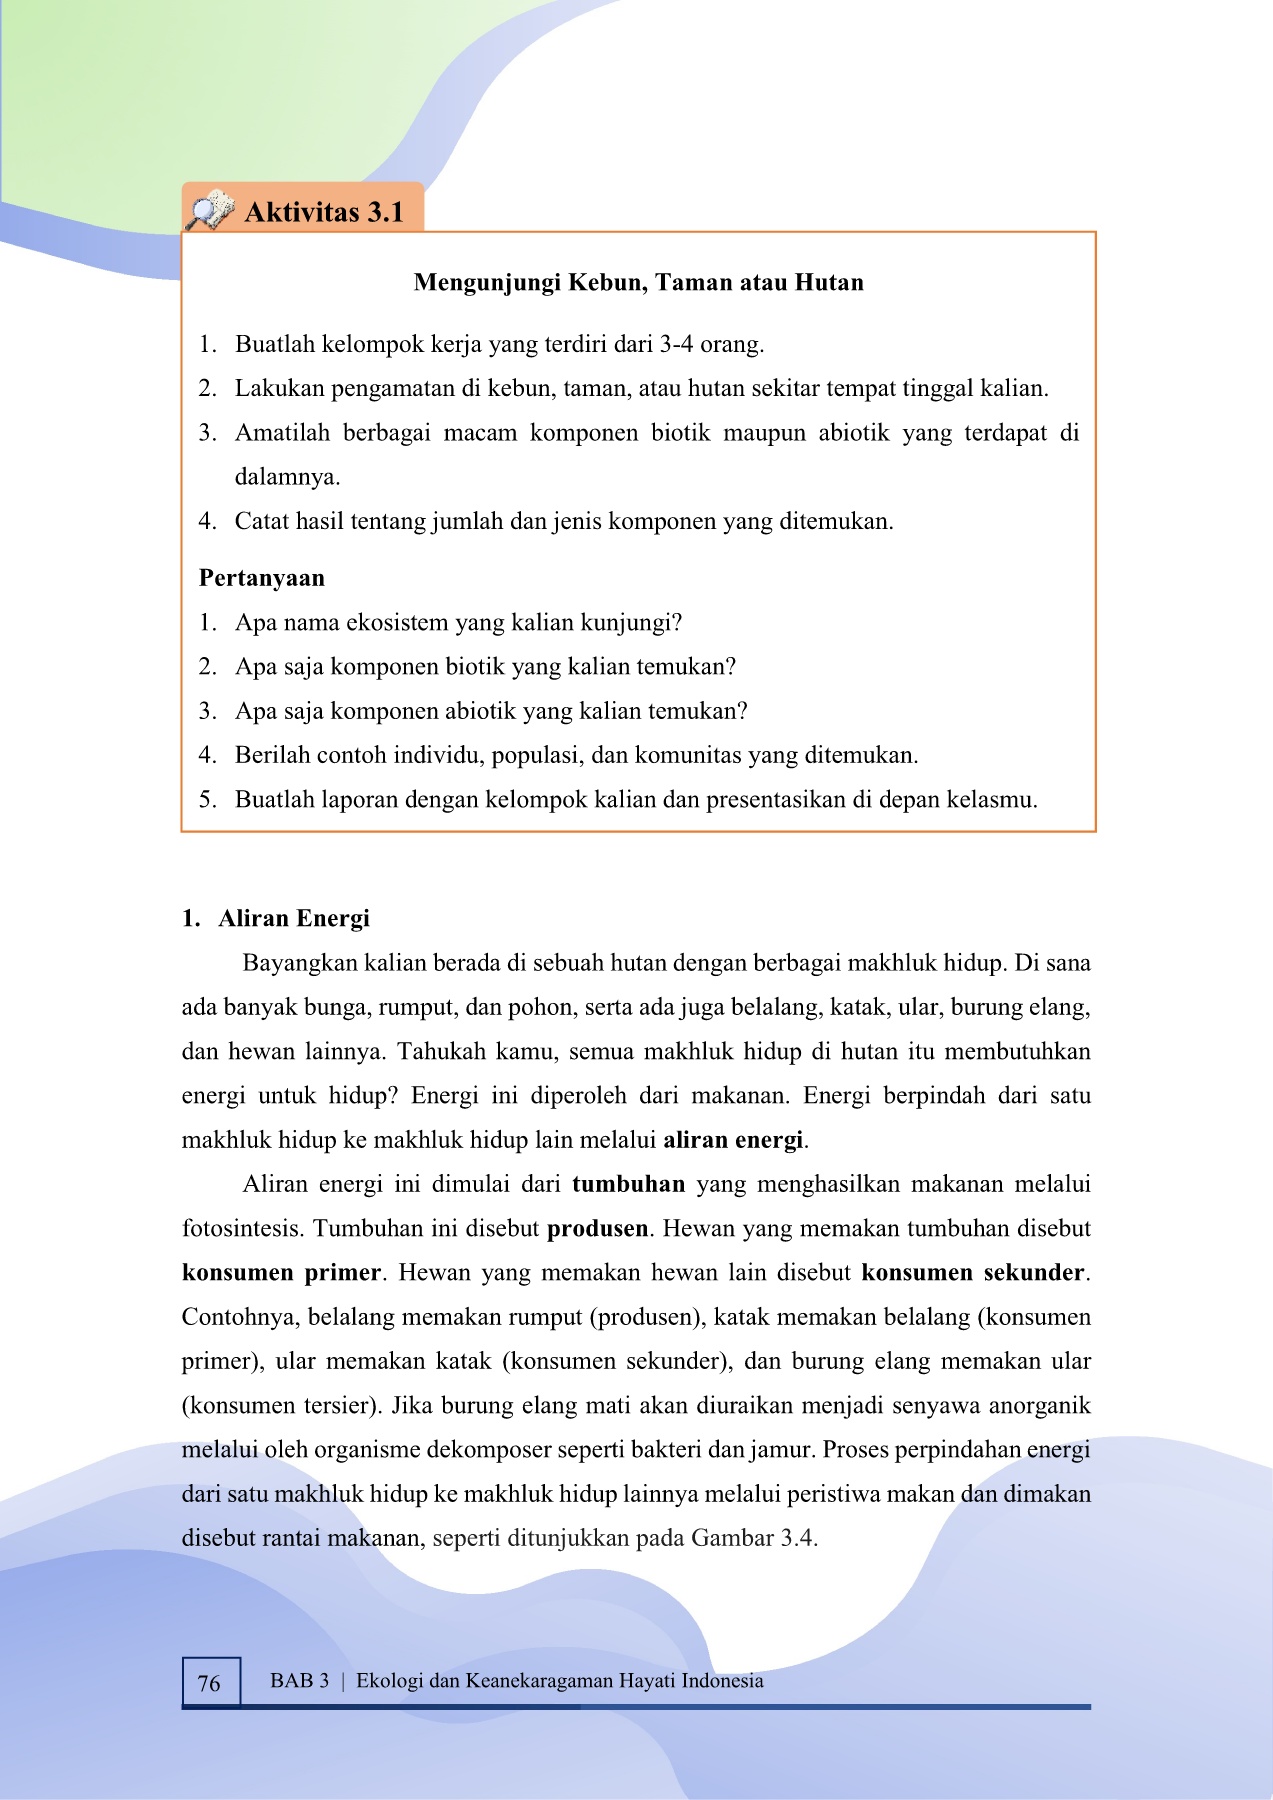 Aktivitas 3.1
Mengunjungi Kebun, Taman atau Hutan
1. Buatlah kelompok kerja yang terdiri dari 3-4 orang.
2. Lakukan pengamatan di kebun, taman, atau hutan sekitar tempat tinggal kalian.
3. Amatilah berbagai macam komponen biotik maupun abiotik yang terdapat di
dalamnya.
4. Catat hasil tentang jumlah dan jenis komponen yang ditemukan.
Pertanyaan
1. Apa nama ekosistem yang kalian kunjungi?
2. Apa saja komponen biotik yang kalian temukan?
3. Apa saja komponen abiotik yang kalian temukan?
4. Berilah contoh individu, populasi, dan komunitas yang ditemukan.
5. Buatlah laporan dengan kelompok kalian dan presentasikan di depan kelasmu.
1. Aliran Energi
Bayangkan kalian berada di sebuah hutan dengan berbagai makhluk hidup. Di sana
ada banyak bunga, rumput, dan pohon, serta ada juga belalang, katak, ular, burung elang,
dan hewan lainnya. Tahukah kamu, semua makhluk hidup di hutan itu membutuhkan
energi untuk hidup? Energi ini diperoleh dari makanan. Energi berpindah dari satu
makhluk hidup ke makhluk hidup lain melalui aliran energi.
Aliran energi ini dimulai dari tumbuhan yang menghasilkan makanan melalui
fotosintesis. Tumbuhan ini disebut produsen. Hewan yang memakan tumbuhan disebut
konsumen primer. Hewan yang memakan hewan lain disebut konsumen sekunder.
Contohnya, belalang memakan rumput (produsen), katak memakan belalang (konsumen
primer), ular memakan katak (konsumen sekunder), dan burung elang memakan ular
(konsumen tersier). Jika burung elang mati akan diuraikan menjadi senyawa anorganik
melalui oleh organisme dekomposer seperti bakteri dan jamur. Proses perpindahan energi
dari satu makhluk hidup ke makhluk hidup lainnya melalui peristiwa makan dan dimakan
disebut rantai makanan, seperti ditunjukkan pada Gambar 3.4.
76 BAB 3 | Ekologi dan Keanekaragaman Hayati Indonesia